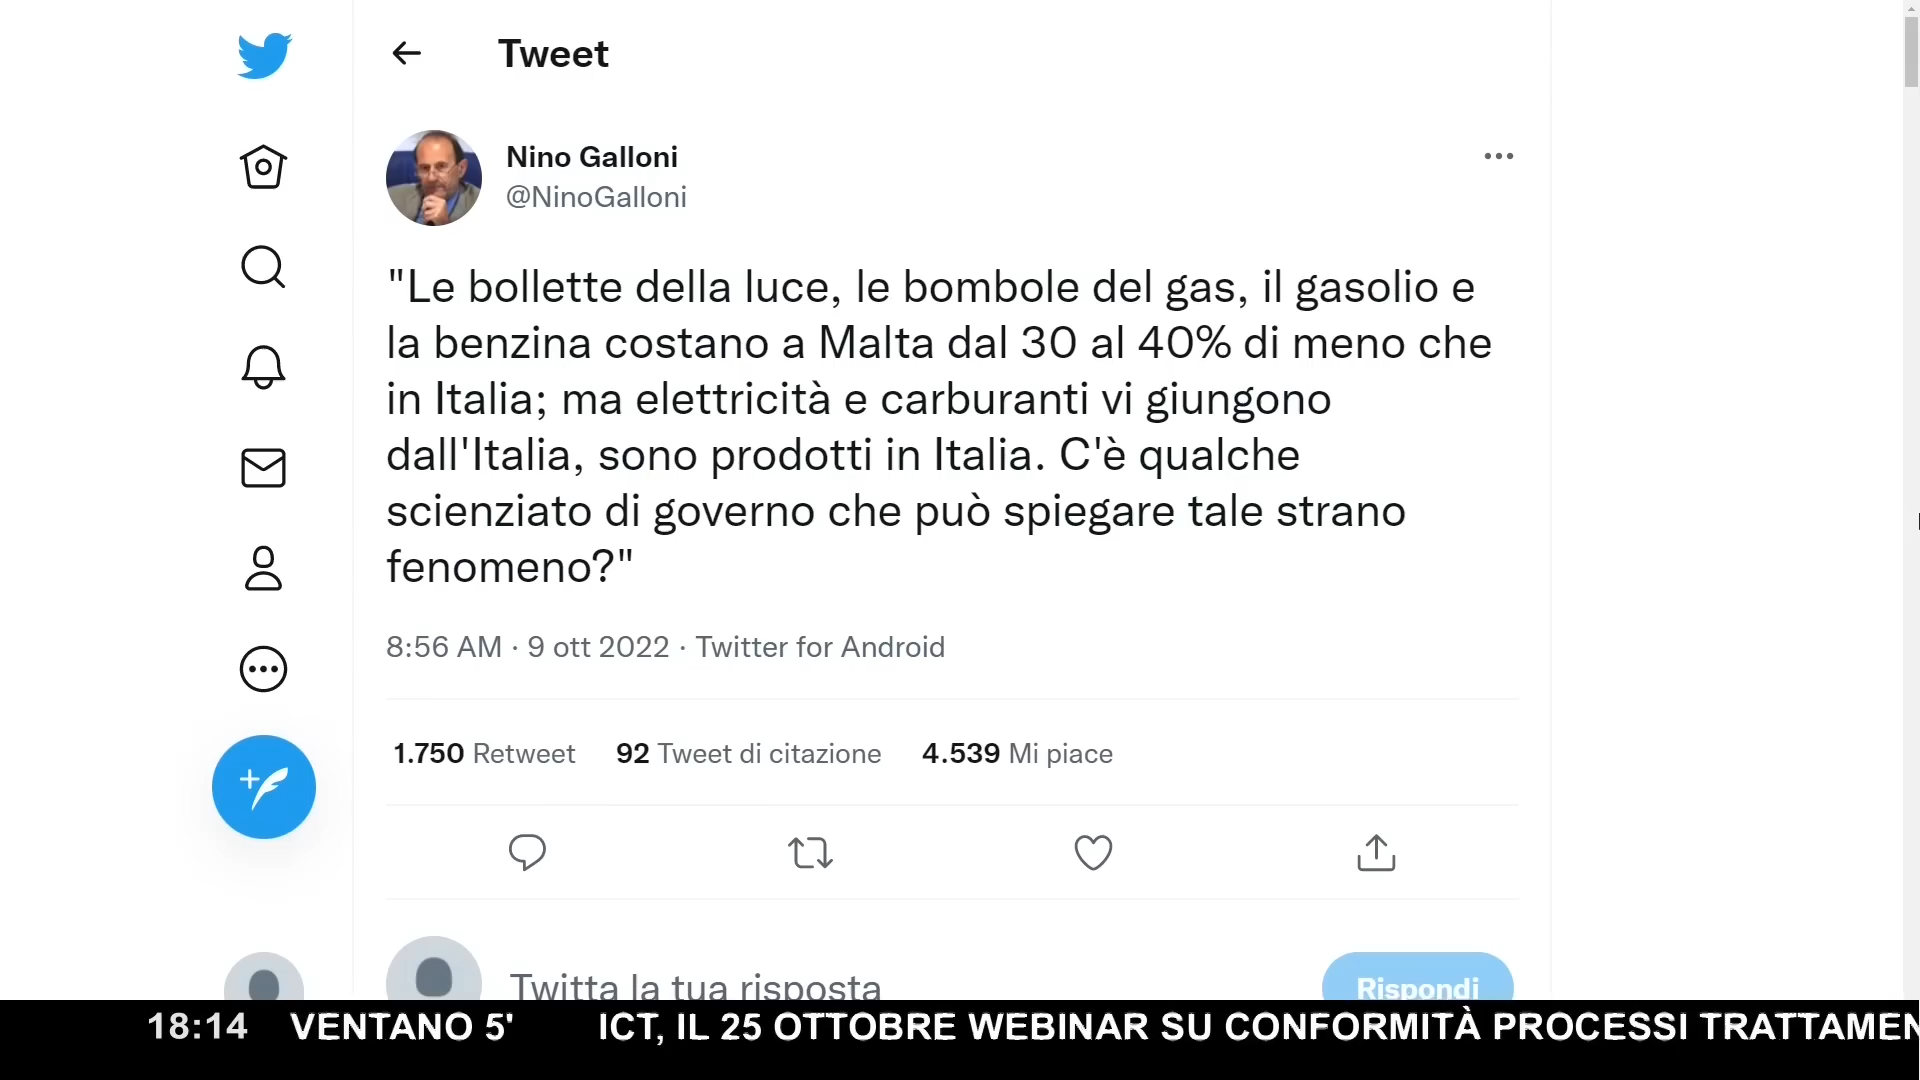 Tweet
Nino Galloni
@NinoGalloni
"Le bollette della luce, le bombole del gas, il gasolio e
la benzina costano a Malta dal 30 al 40% di meno che
in Italia; ma elettricità e carburanti vi giungono
dall'Italia, sono prodotti in Italia. C'è qualche
scienziato di governo che può spiegare tale strano
fenomeno?"
8:56 AM · 9 ott 2022 · Twitter for Android
1.750 Retweet 92 Tweet di citazione 4.539 Mi piace
Twitta la tua risposta Rispondi
18:14 VENTANO 5' ICT, IL 25 OTTOBRE WEBINAR SU CONFORMITÀ PROCESSI TRATTAMEN